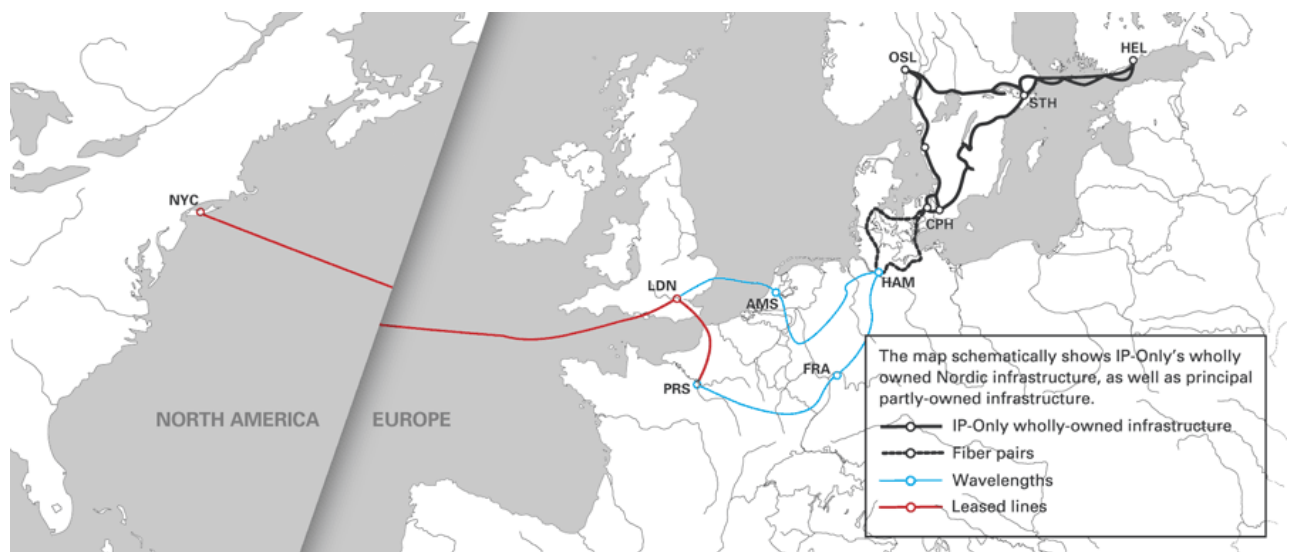 OSL
HEL
STH
NYC
CPH
LDN
AMS
HAM
PRS
FRA
NORTH AMERICA
EUROPE
The map schematically shows IP-Only's wholly
owned Nordic infrastructure, as well as principal
partly-owned infrastructure.
IP-Only wholly-owned infrastructure
Fiber pairs
Wavelengths
Leased lines